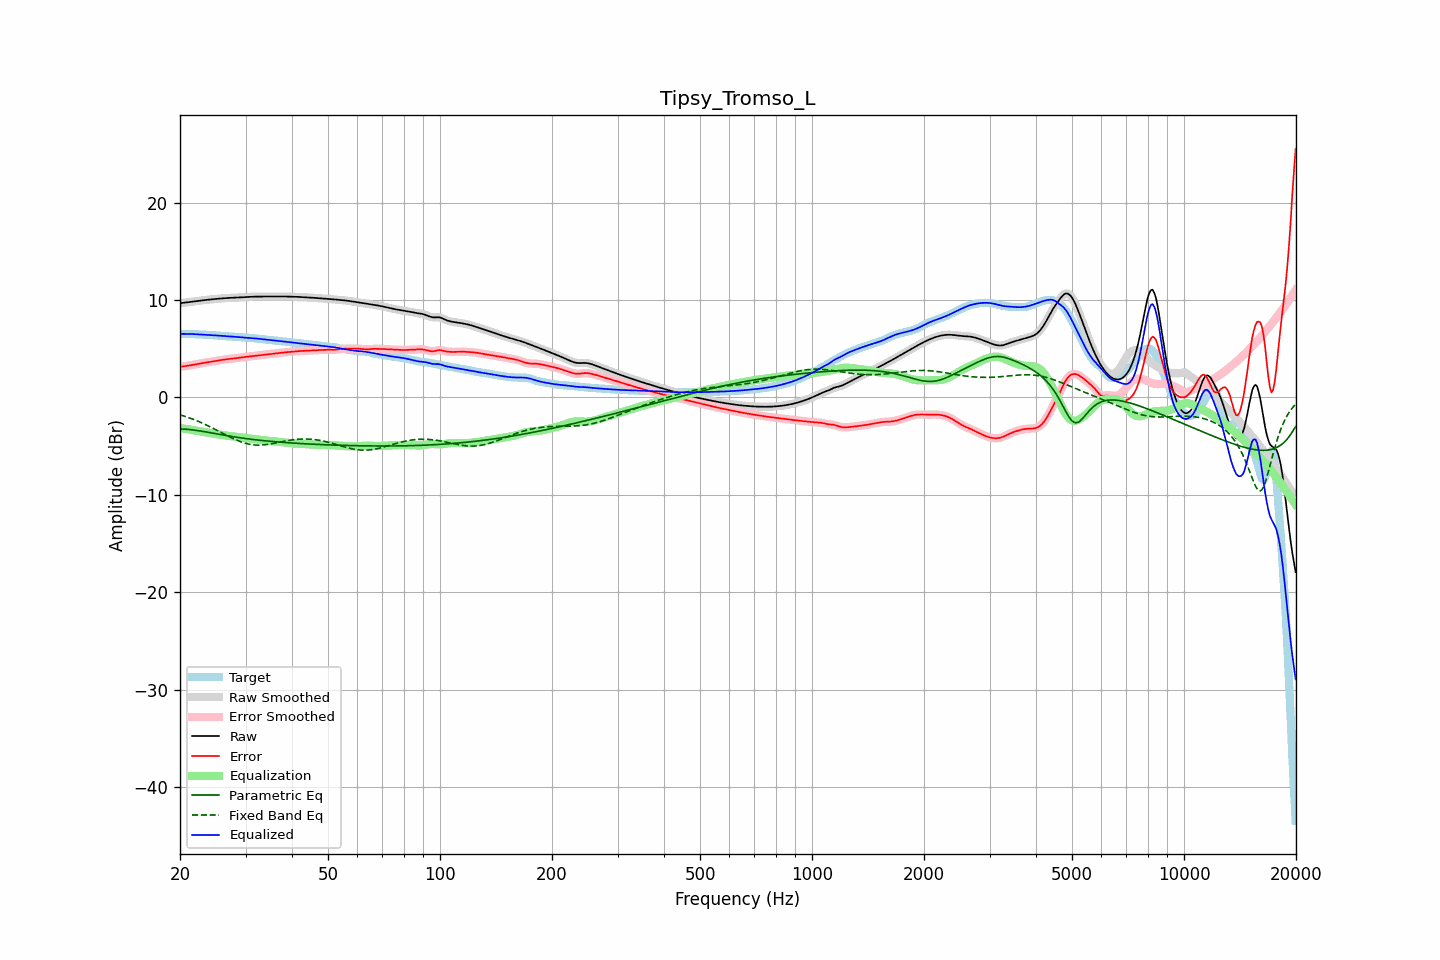 Tipsy_Tromso_L
Amplitude (dBr)
20
10
0
−10
−20
−30
−40
Target
Raw Smoothed
Error Smoothed
Raw
Error
Equalization
Parametric Eq
Fixed Band Eq
Equalized
20 50 100 200 500 1000 2000 5000 10000 20000
Frequency (Hz)